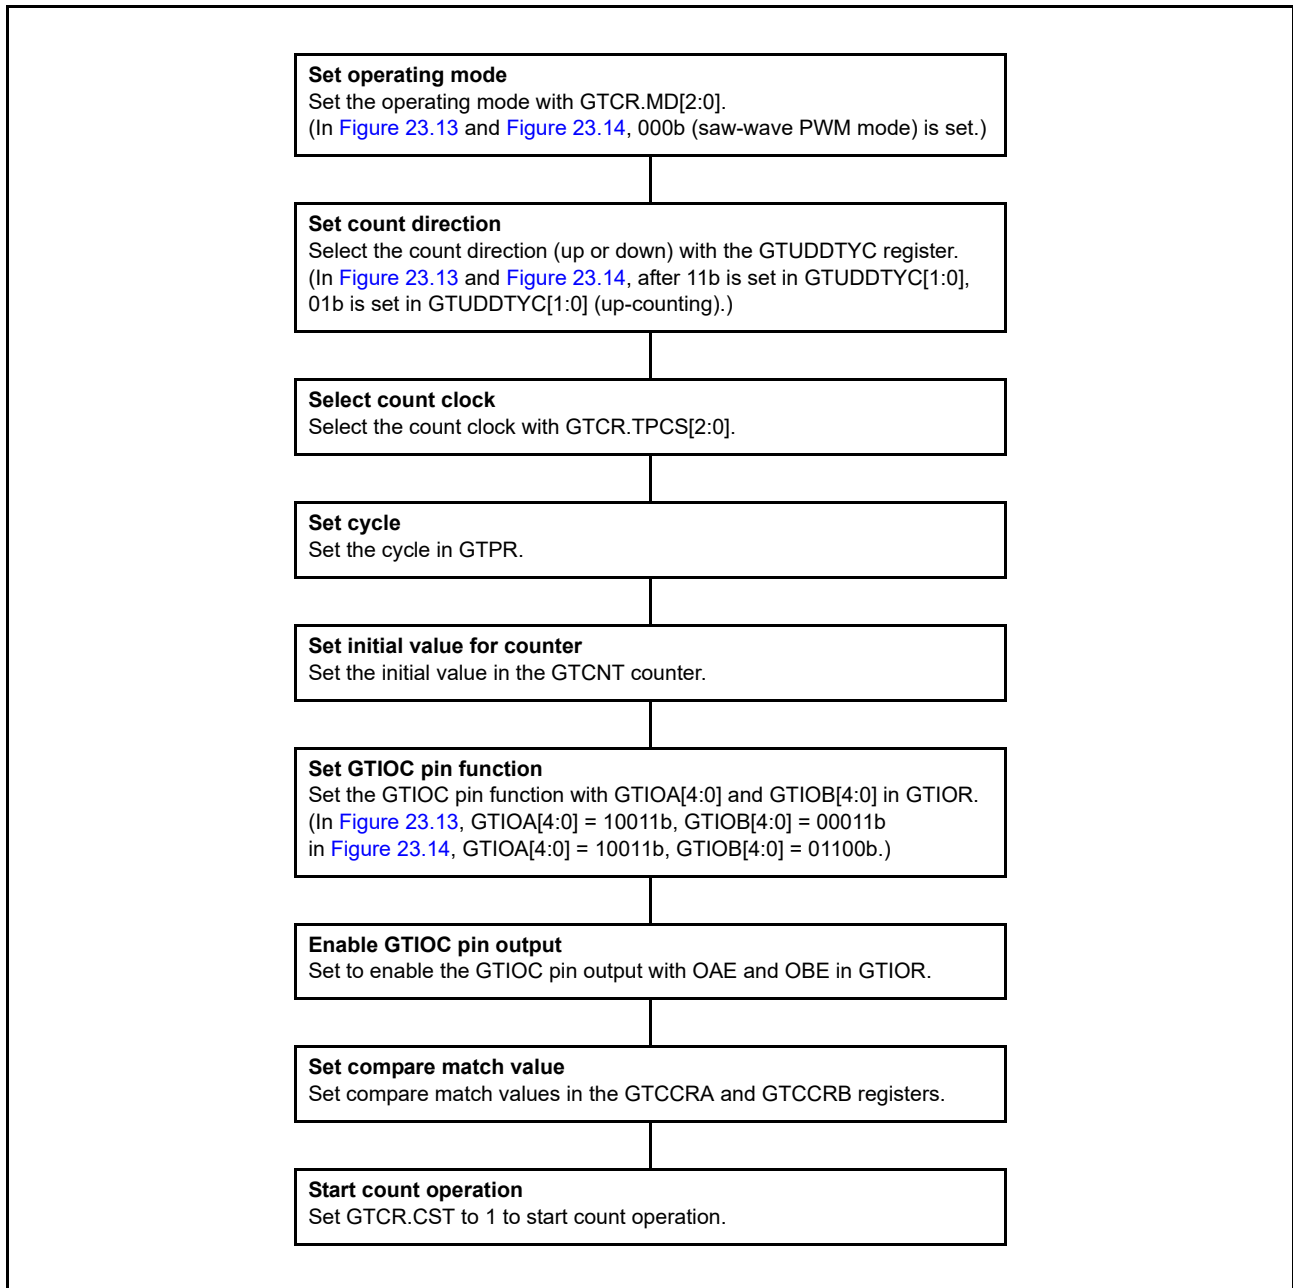 Set operating mode
Set the operating mode with GTCR.MD[2:0].
(In Figure 23.13 and Figure 23.14, 000b (saw-wave PWM mode) is set.)
Set count direction
Select the count direction (up or down) with the GTUDDTYC register.
(In Figure 23.13 and Figure 23.14, after 11b is set in GTUDDTYC[1:0],
01b is set in GTUDDTYC[1:0] (up-counting).)
Select count clock
Select the count clock with GTCR.TPCS[2:0].
Set cycle
Set the cycle in GTPR.
Set initial value for counter
Set the initial value in the GTCNT counter.
Set GTIOC pin function
Set the GTIOC pin function with GTIOA[4:0] and GTIOB[4:0] in GTIOR.
(In Figure 23.13, GTIOA[4:0] = 10011b, GTIOB[4:0] = 00011b
in Figure 23.14, GTIOA[4:0] = 10011b, GTIOB[4:0] = 01100b.)
Enable GTIOC pin output
Set to enable the GTIOC pin output with OAE and OBE in GTIOR.
Set compare match value
Set compare match values in the GTCCRA and GTCCRB registers.
Start count operation
Set GTCR.CST to 1 to start count operation.